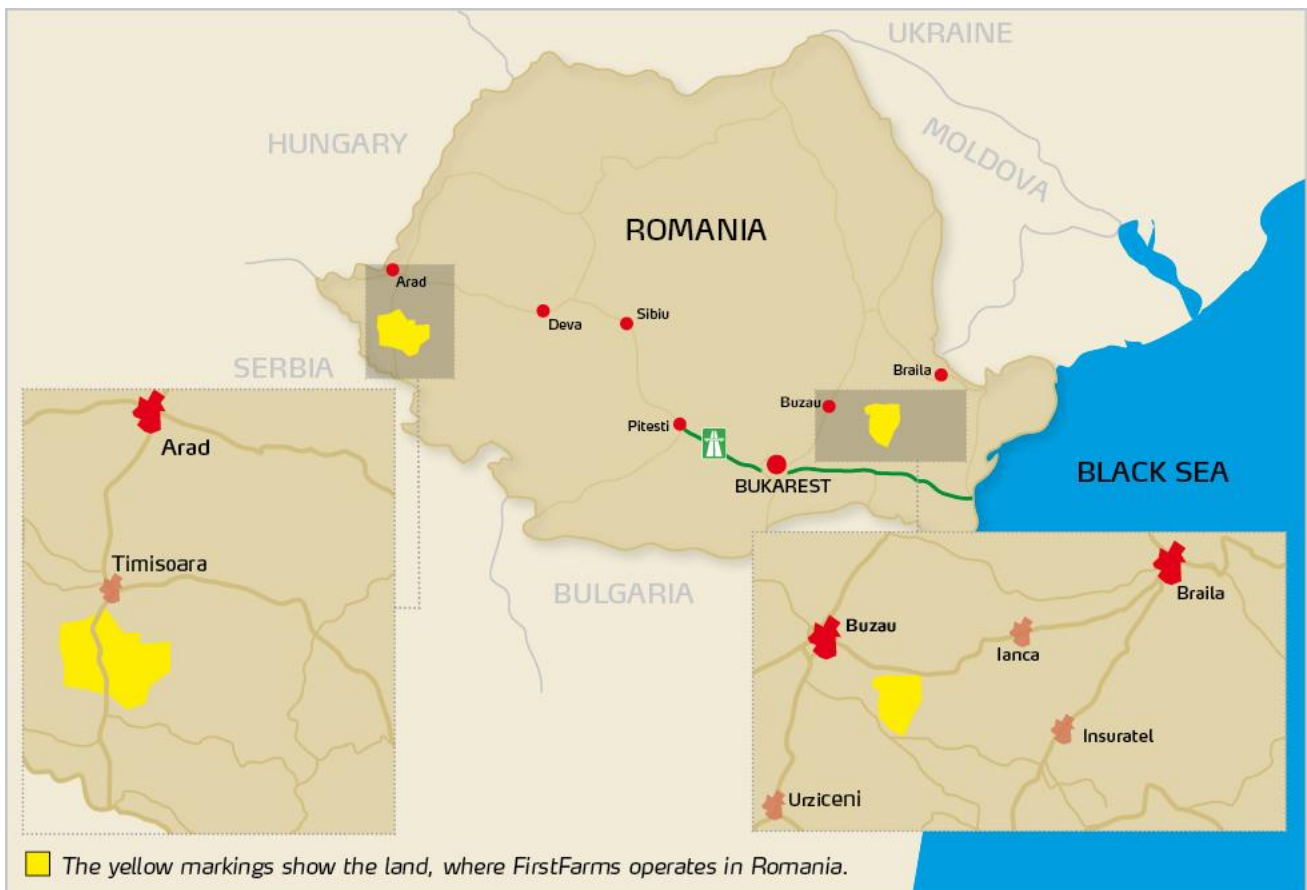 UKRAINE
HUNGARY
MOLDOVA
ROMANIA
Arad
Deva
Sibiu
SERBIA
Braila
Buzau
Pitesti
BUKAREST
BLACK SEA
BULGARIA
Arad
Timisoara
Braila
Buzau
Ianca
Insuratel
Urziceni
The yellow markings show the land, where FirstFarms operates in Romania.